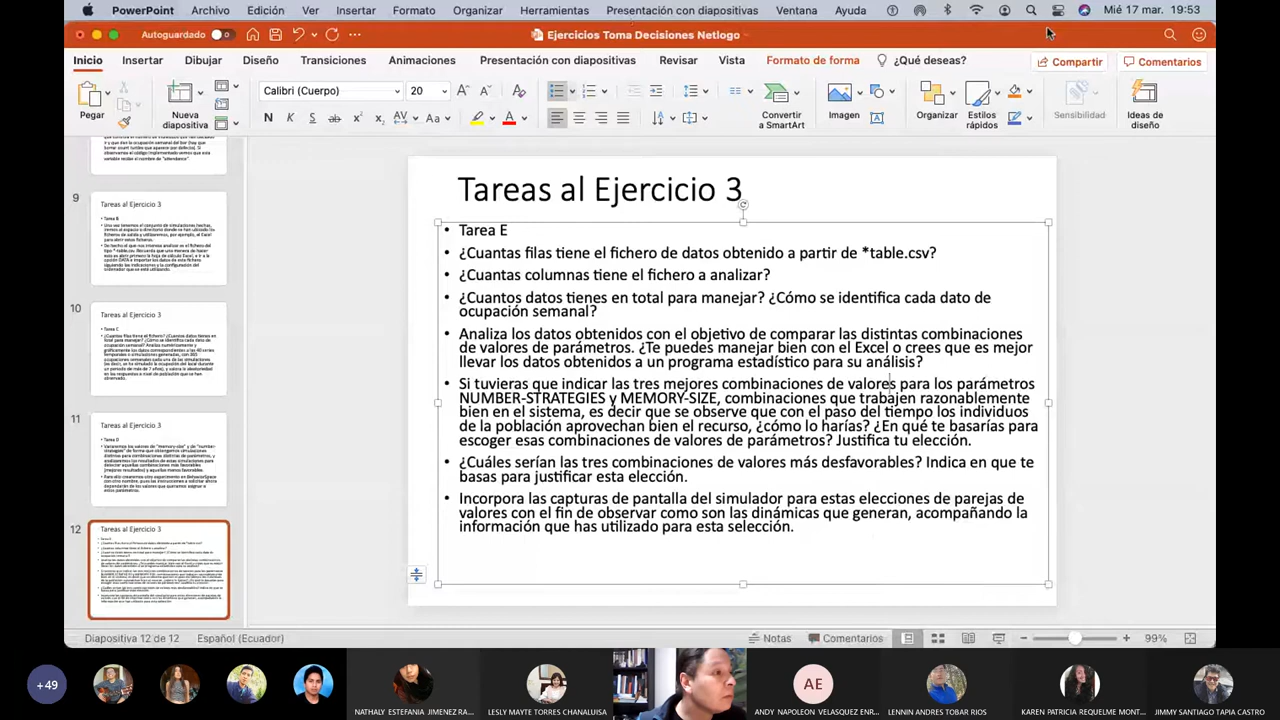 PowerPoint Archivo Edición Ver Insertar Formato Organizar Herramientas Presentación con diapositivas Ventana Ayuda Mié 17 mar. 19:53
Autoguardado Ejercicios Toma Decisiones Netlogo
Inicio Insertar Dibujar Diseño Transiciones Animaciones Presentación con diapositivas Revisar Vista Formato de forma ¿Qué deseas? Compartir Comentarios
Calibri (Cuerpo) 20
Pegar Nueva diapositiva Convertir a SmartArt Imagen Organizar Estilos rápidos Sensibilidad Ideas de diseño
9
Tareas al Ejercicio 3
Tarea B
10
Tareas al Ejercicio 3
Tarea C
11
Tareas al Ejercicio 3
Tarea D
12
Tareas al Ejercicio 3
Tarea E
Tareas al Ejercicio 3
• Tarea E
• ¿Cuantas filas tiene el fichero de datos obtenido a partir de *table.csv?
• ¿Cuantas columnas tiene el fichero a analizar?
• ¿Cuantos datos tienes en total para manejar? ¿Cómo se identifica cada dato de
ocupación semanal?
• Analiza los datos obtenidos con el objetivo de comparar las distintas combinaciones
de valores de parámetros. ¿Te puedes manejar bien con el Excel o crees que es mejor
llevar los datos obtenidos a un programa estadístico para su análisis?
• Si tuvieras que indicar las tres mejores combinaciones de valores para los parámetros
NUMBER-STRATEGIES y MEMORY-SIZE, combinaciones que trabajen razonablemente
bien en el sistema, es decir que se observe que con el paso del tiempo los individuos
de la población aprovechan bien el recurso, ¿cómo lo harías? ¿En qué te basarías para
escoger esas combinaciones de valores de parámetros? Justifica tu elección.
¿Cuáles serían las tres combinaciones de valores más desfavorables? Indica en que te
basas para justificar esta elección.
• Incorpora las capturas de pantalla del simulador para estas elecciones de parejas de
valores con el fin de observar como son las dinámicas que generan, acompañando la
información que has utilizado para esta selección.
Diapositiva 12 de 12 Español (Ecuador) Notas Comentarios 99%
+49 AE
NATHALY ESTEFANIA JIMENEZ RA... LESLY MAYTE TORRES CHANALUISA ANDY NAPOLEON VELASQUEZ ENR... LENNIN ANDRES TOBAR RIOS KAREN PATRICIA REQUELME MONT... JIMMY SANTIAGO TAPIA CASTRO